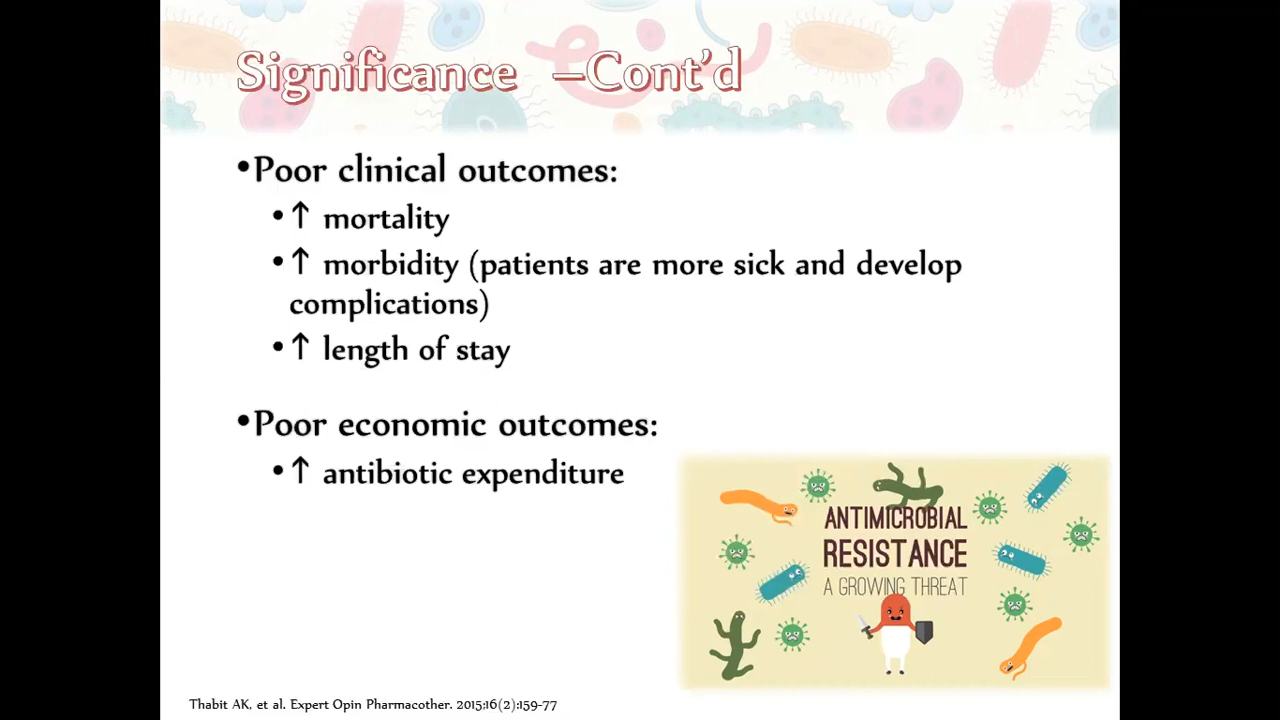 Significance –Cont'd
•Poor clinical outcomes:
•↑ mortality
•↑ morbidity (patients are more sick and develop
complications)
•↑ length of stay
•Poor economic outcomes:
•↑ antibiotic expenditure
ANTIMICROBIAL
RESISTANCE
A GROWING THREAT
Thabit AK, et al. Expert Opin Pharmacother. 2015;16(2):159-77